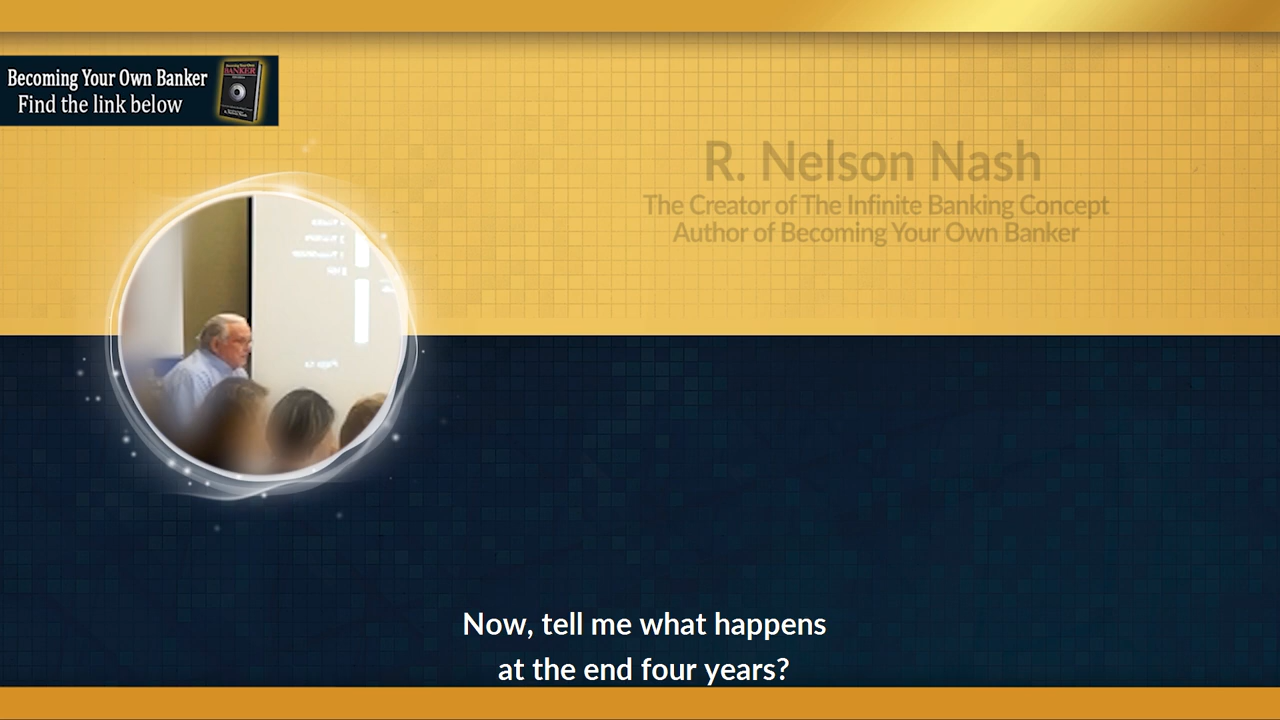 Becoming Your Own Banker
Find the link below
R. Nelson Nash
The Creator of The Infinite Banking Concept
Author of Becoming Your Own Banker
Now, tell me what happens
at the end four years?